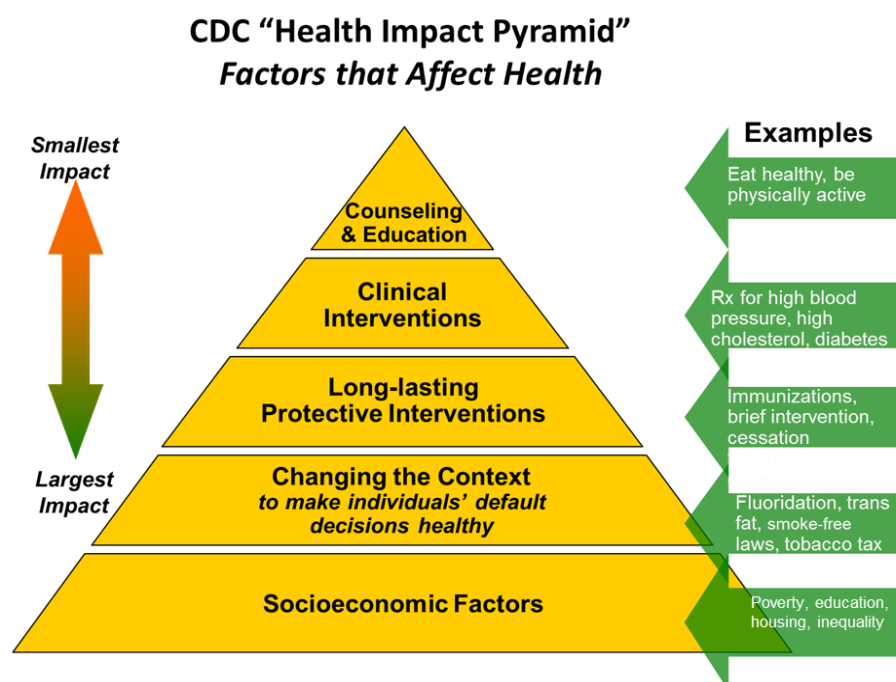 CDC “Health Impact Pyramid”
Factors that Affect Health
Smallest
Impact
Largest
Impact
Counseling
& Education
Clinical
Interventions
Long-lasting
Protective Interventions
Changing the Context
to make individuals’ default
decisions healthy
Socioeconomic Factors
Examples
Eat healthy, be
physically active
Rx for high blood
pressure, high
cholesterol, diabetes
Immunizations,
brief intervention,
cessation
Fluoridation, trans
fat, smoke-free
laws, tobacco tax
Poverty, education,
housing, inequality